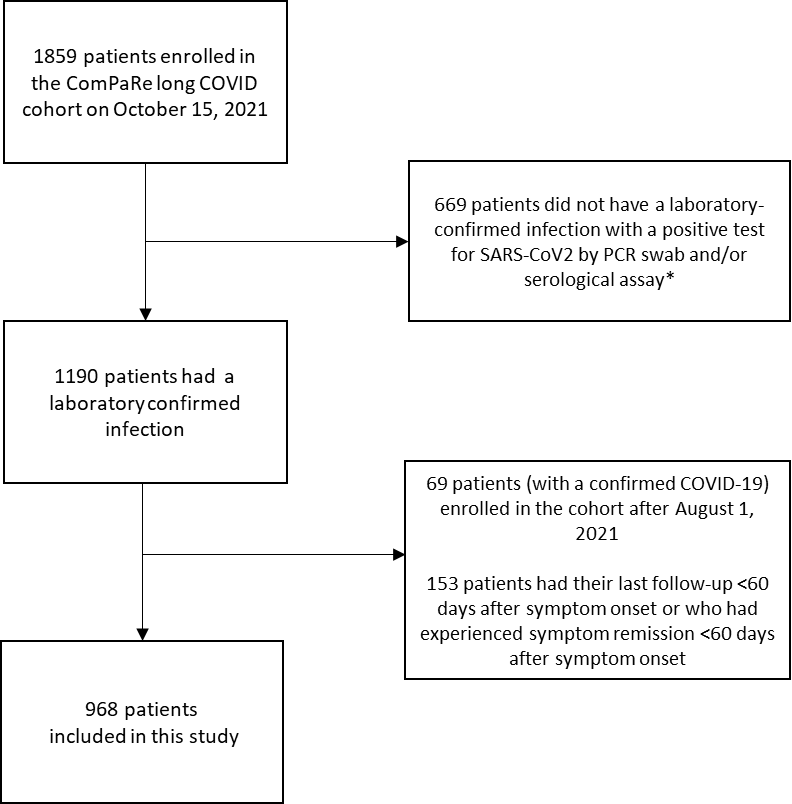 1859 patients enrolled in
the ComPaRe long COVID
cohort on October 15, 2021
669 patients did not have a laboratory-
confirmed infection with a positive test
for SARS-CoV2 by PCR swab and/or
serological assay*
1190 patients had a
laboratory confirmed
infection
69 patients (with a confirmed COVID-19)
enrolled in the cohort after August 1,
2021
153 patients had their last follow-up <60
days after symptom onset or who had
experienced symptom remission <60 days
after symptom onset
968 patients
included in this study